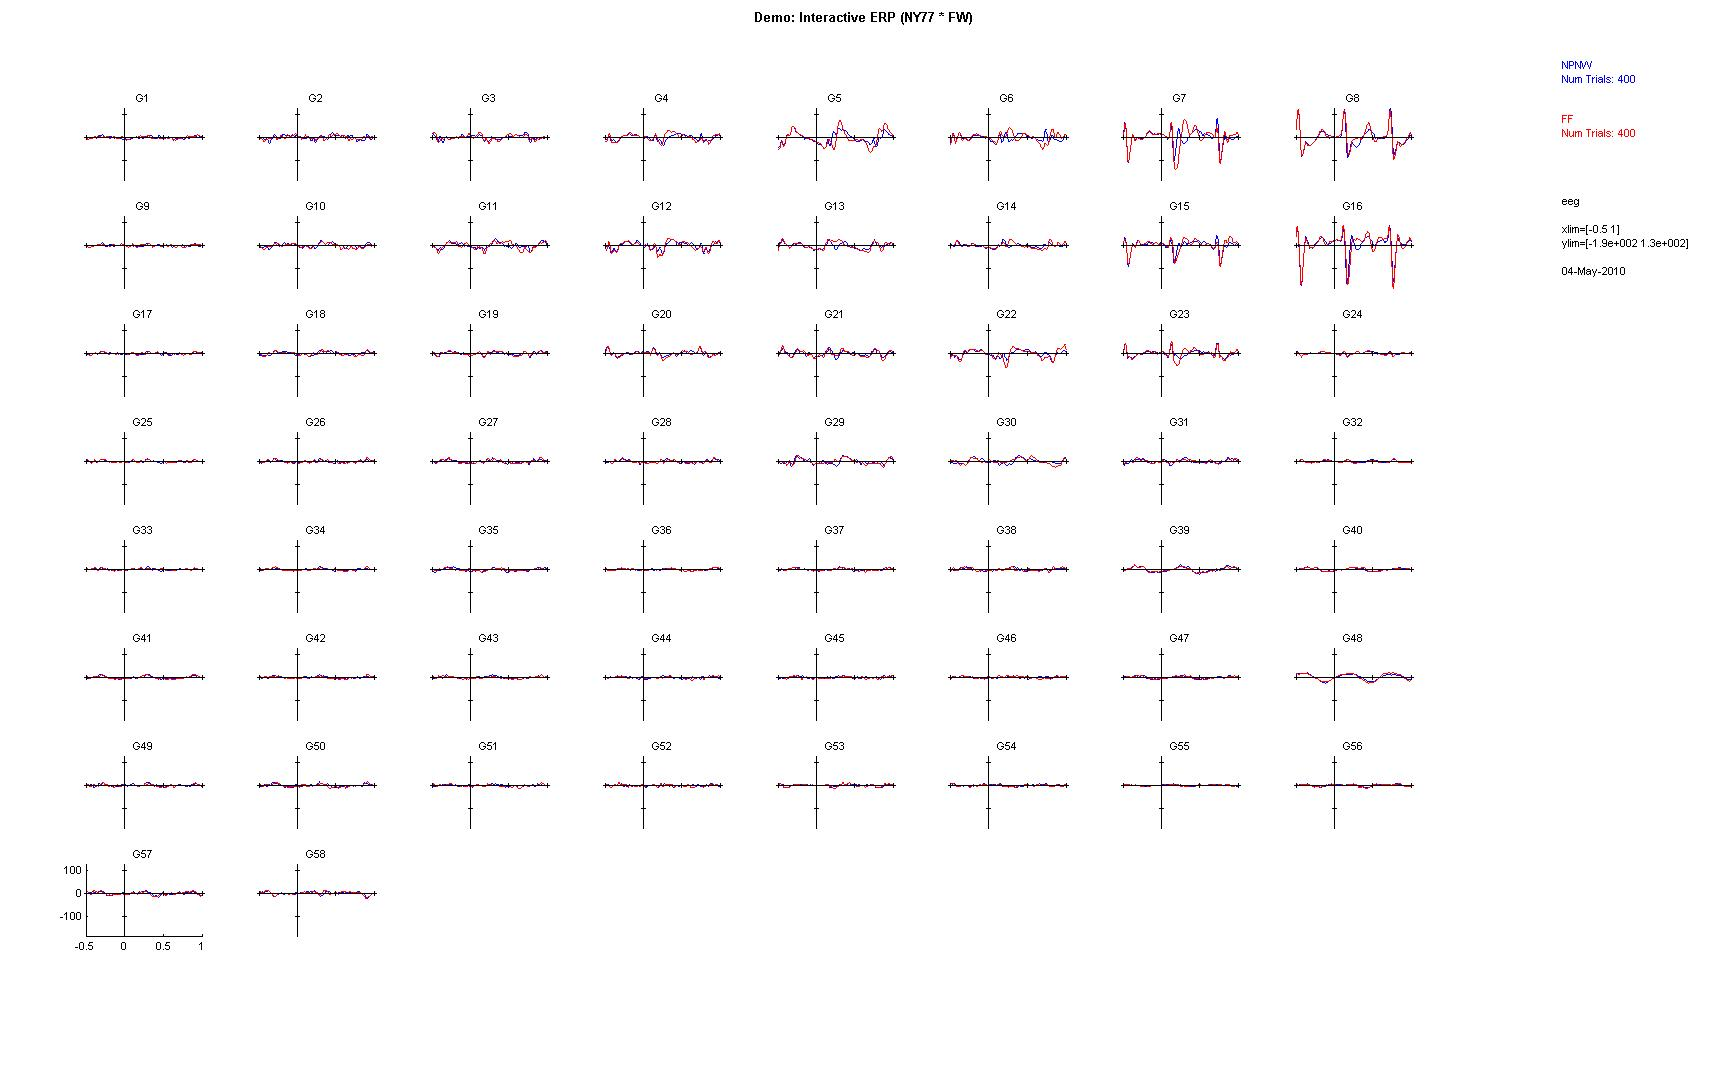 Demo: Interactive ERP (NY77 * FW)
NPNW
Num Trials: 400
FF
Num Trials: 400
eeg
xlim=[-0.5 1]
ylim=[-1.9e+002 1.3e+002]
04-May-2010
G1 G2 G3 G4 G5 G6 G7 G8
G9 G10 G11 G12 G13 G14 G15 G16
G17 G18 G19 G20 G21 G22 G23 G24
G25 G26 G27 G28 G29 G30 G31 G32
G33 G34 G35 G36 G37 G38 G39 G40
G41 G42 G43 G44 G45 G46 G47 G48
G49 G50 G51 G52 G53 G54 G55 G56
G57 G58
100
0
-100
-0.5 0 0.5 1